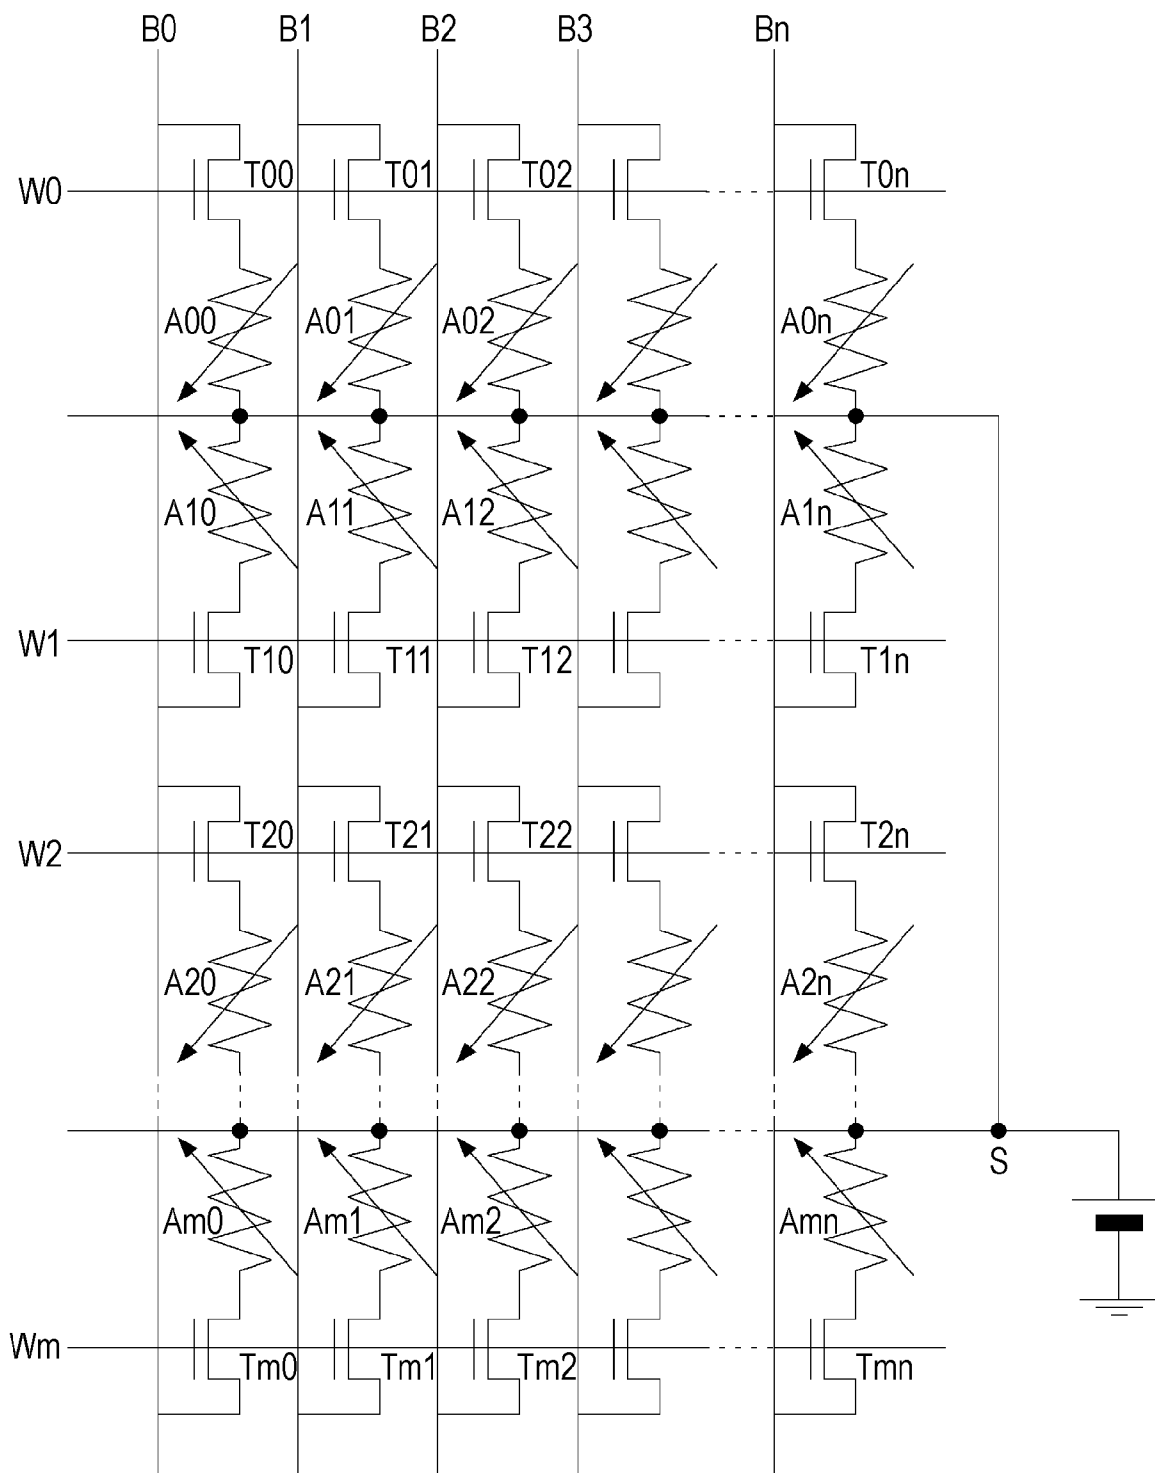 B0 B1 B2 B3 Bn
W0 T00 T01 T02 T0n
A00 A01 A02 A0n
A10 A11 A12 A1n
W1 T10 T11 T12 T1n
W2 T20 T21 T22 T2n
A20 A21 A22 A2n
S
Am0 Am1 Am2 Amn
Wm Tm0 Tm1 Tm2 Tmn